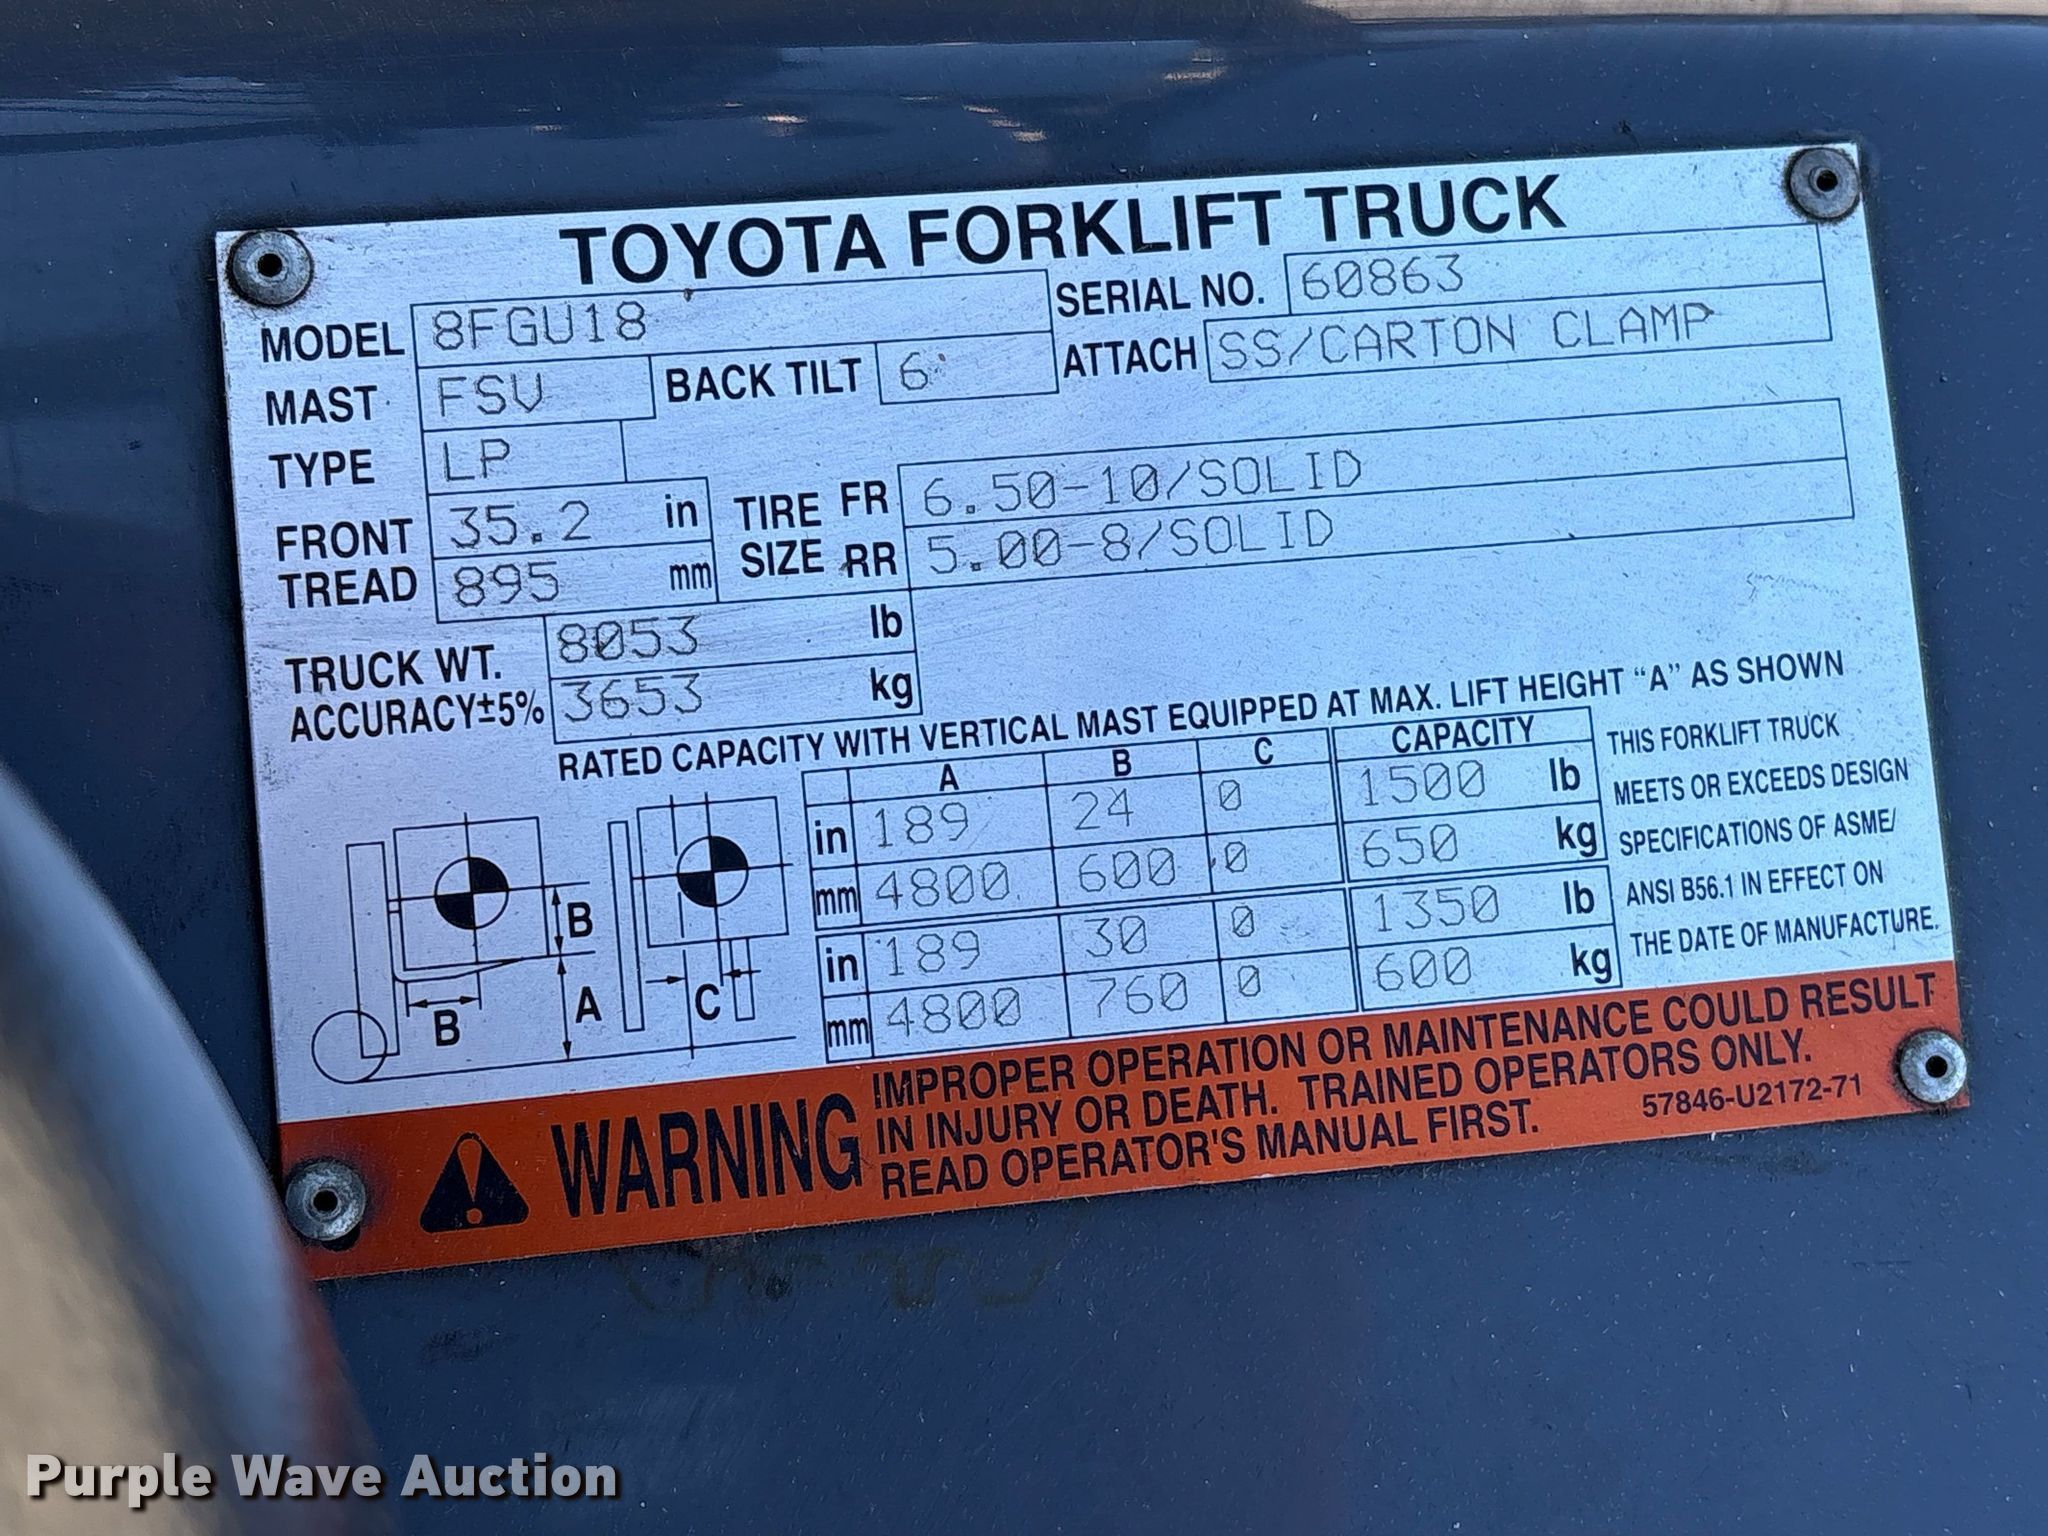 TOYOTA FORKLIFT TRUCK
MODEL 8FGU18 SERIAL NO. 60863
MAST FSV BACK TILT 6 ATTACH SS/CARTON CLAMP
TYPE LP
FRONT TREAD 35.2 in TIRE SIZE FR 6.50-10/SOLID
895 mm RR 5.00-8/SOLID
TRUCK WT. 8053 lb
ACCURACY±5% 3653 kg
RATED CAPACITY WITH VERTICAL MAST EQUIPPED AT MAX. LIFT HEIGHT "A" AS SHOWN
A B C CAPACITY
in 189 24 0 1500 lb
mm 4800 600 0 650 kg
in 189 30 0 1350 lb
mm 4800 760 0 600 kg
B
A
B
C
THIS FORKLIFT TRUCK
MEETS OR EXCEEDS DESIGN
SPECIFICATIONS OF ASME/
ANSI B56.1 IN EFFECT ON
THE DATE OF MANUFACTURE.
WARNING
IMPROPER OPERATION OR MAINTENANCE COULD RESULT
IN INJURY OR DEATH. TRAINED OPERATORS ONLY.
READ OPERATOR'S MANUAL FIRST.
57846-U2172-71
Purple Wave Auction